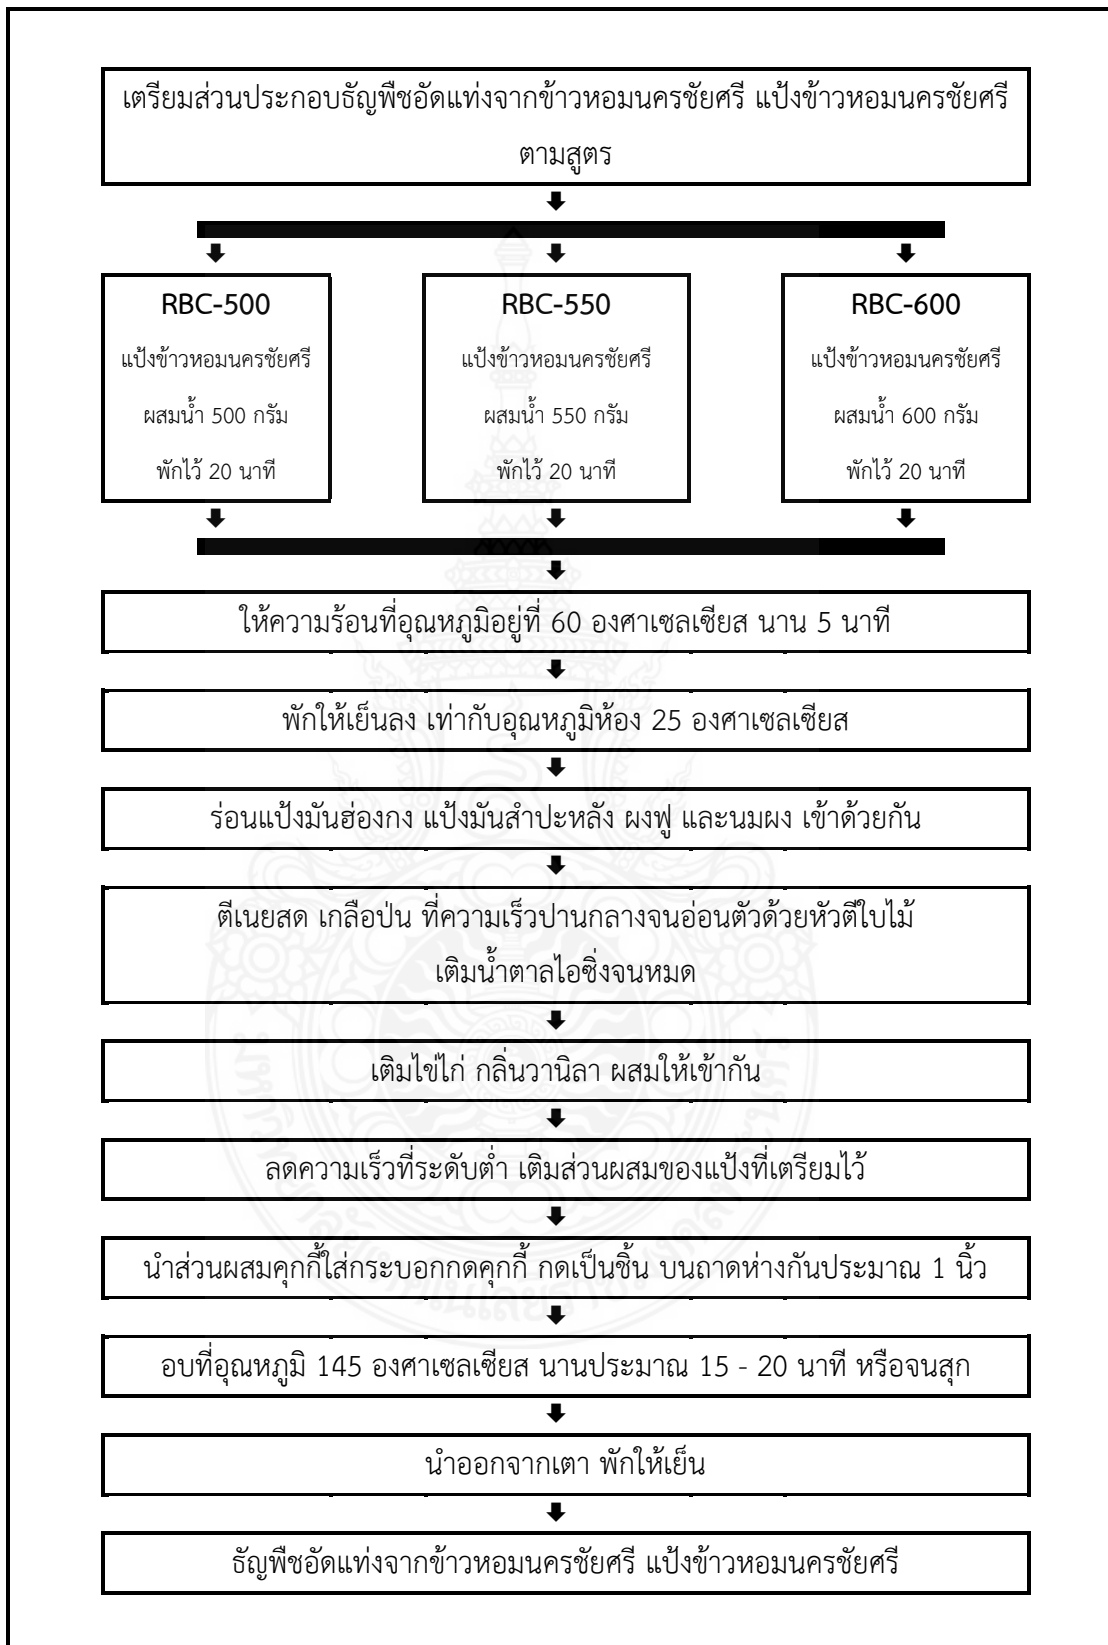 เตรียมส่วนประกอบธัญพืชอัดแท่งจากข้าวหอมนครชัยศรี แป้งข้าวหอมนครชัยศรี
ตามสูตร
RBC-500
แป้งข้าวหอมนครชัยศรี
ผสมน้ำ 500 กรัม
พักไว้ 20 นาที
RBC-550
แป้งข้าวหอมนครชัยศรี
ผสมน้ำ 550 กรัม
พักไว้ 20 นาที
RBC-600
แป้งข้าวหอมนครชัยศรี
ผสมน้ำ 600 กรัม
พักไว้ 20 นาที
ให้ความร้อนที่อุณหภูมิอยู่ที่ 60 องศาเซลเซียส นาน 5 นาที
พักให้เย็นลง เท่ากับอุณหภูมิห้อง 25 องศาเซลเซียส
ร่อนแป้งมันฮ่องกง แป้งมันสำปะหลัง ผงฟู และนมผง เข้าด้วยกัน
ตีเนยสด เกลือป่น ที่ความเร็วปานกลางจนอ่อนตัวด้วยหัวตีใบไม้
เติมน้ำตาลไอซิ่งจนหมด
เติมไข่ไก่ กลิ่นวานิลา ผสมให้เข้ากัน
ลดความเร็วที่ระดับต่ำ เติมส่วนผสมของแป้งที่เตรียมไว้
นำส่วนผสมคุกกี้ใส่กระบอกกดคุกกี้ กดเป็นชิ้น บนถาดห่างกันประมาณ 1 นิ้ว
อบที่อุณหภูมิ 145 องศาเซลเซียส นานประมาณ 15 - 20 นาที หรือจนสุก
นำออกจากเตา พักให้เย็น
ธัญพืชอัดแท่งจากข้าวหอมนครชัยศรี แป้งข้าวหอมนครชัยศรี